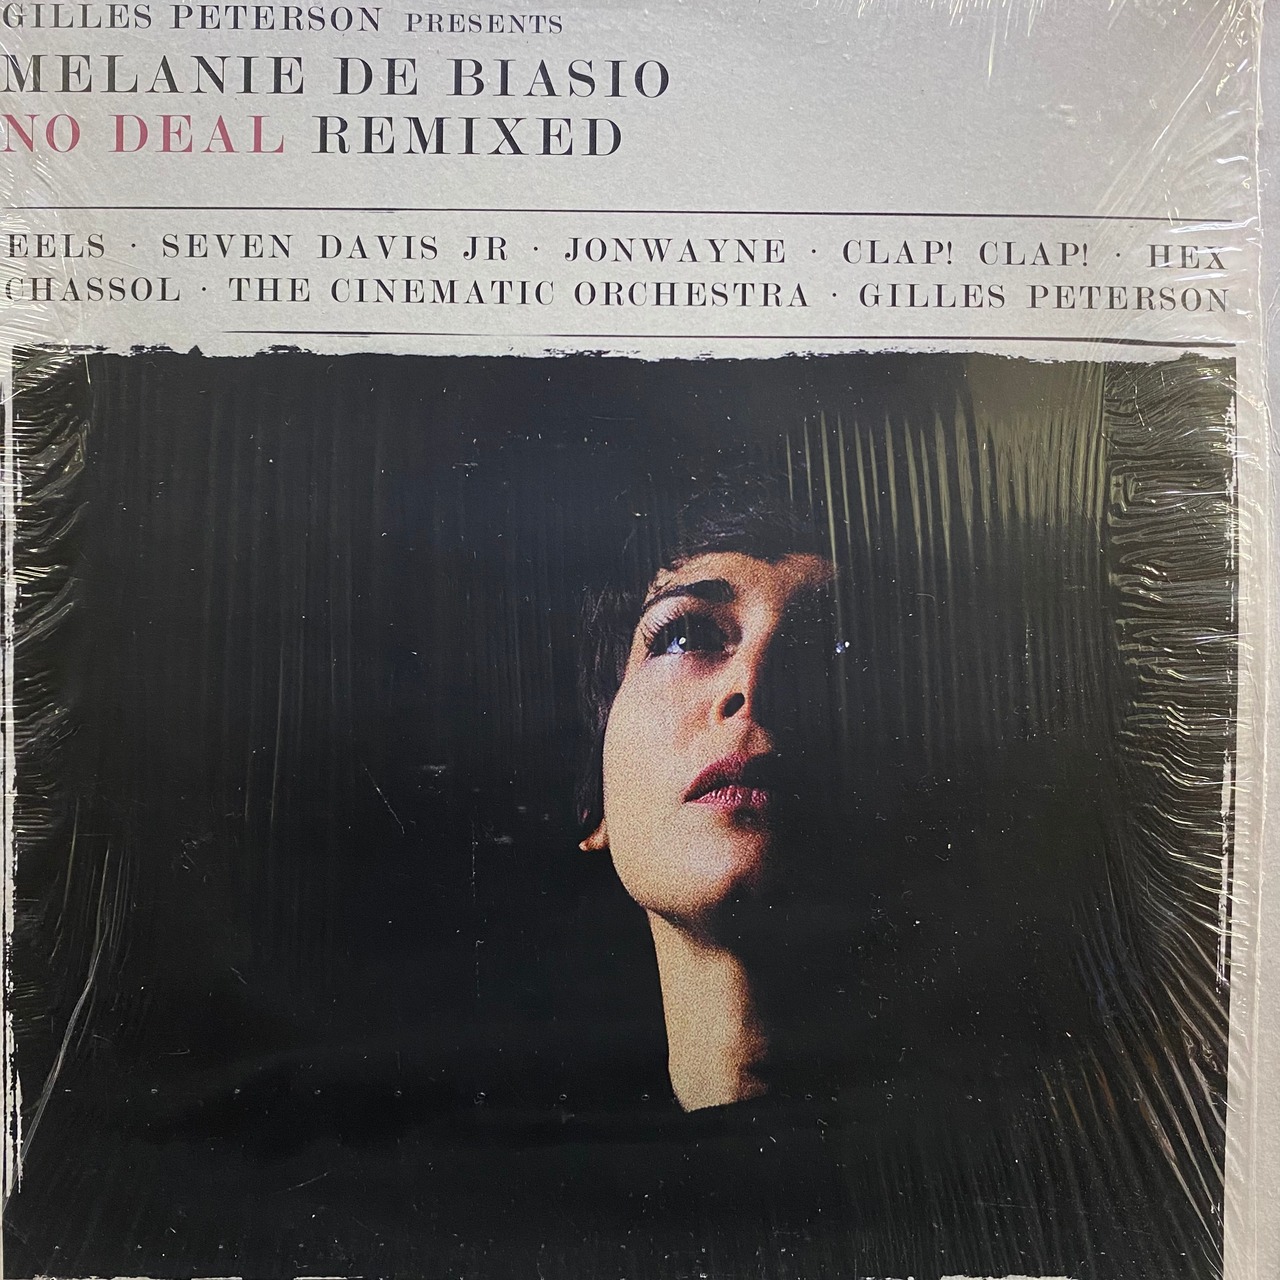 GILLES PETERSON PRESENTS
MELANIE DE BIASIO
NO DEAL REMIXED
EELS · SEVEN DAVIS JR · JONWAYNE · CLAP! CLAP! · HEX
CHASSOL · THE CINEMATIC ORCHESTRA · GILLES PETERSON